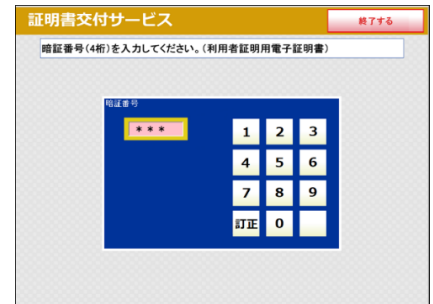 証明書交付サービス
終了する
暗証番号(4桁)を入力してください。(利用者証明用電子証明書)
暗証番号
* * *
1 2 3
4 5 6
7 8 9
訂正 0